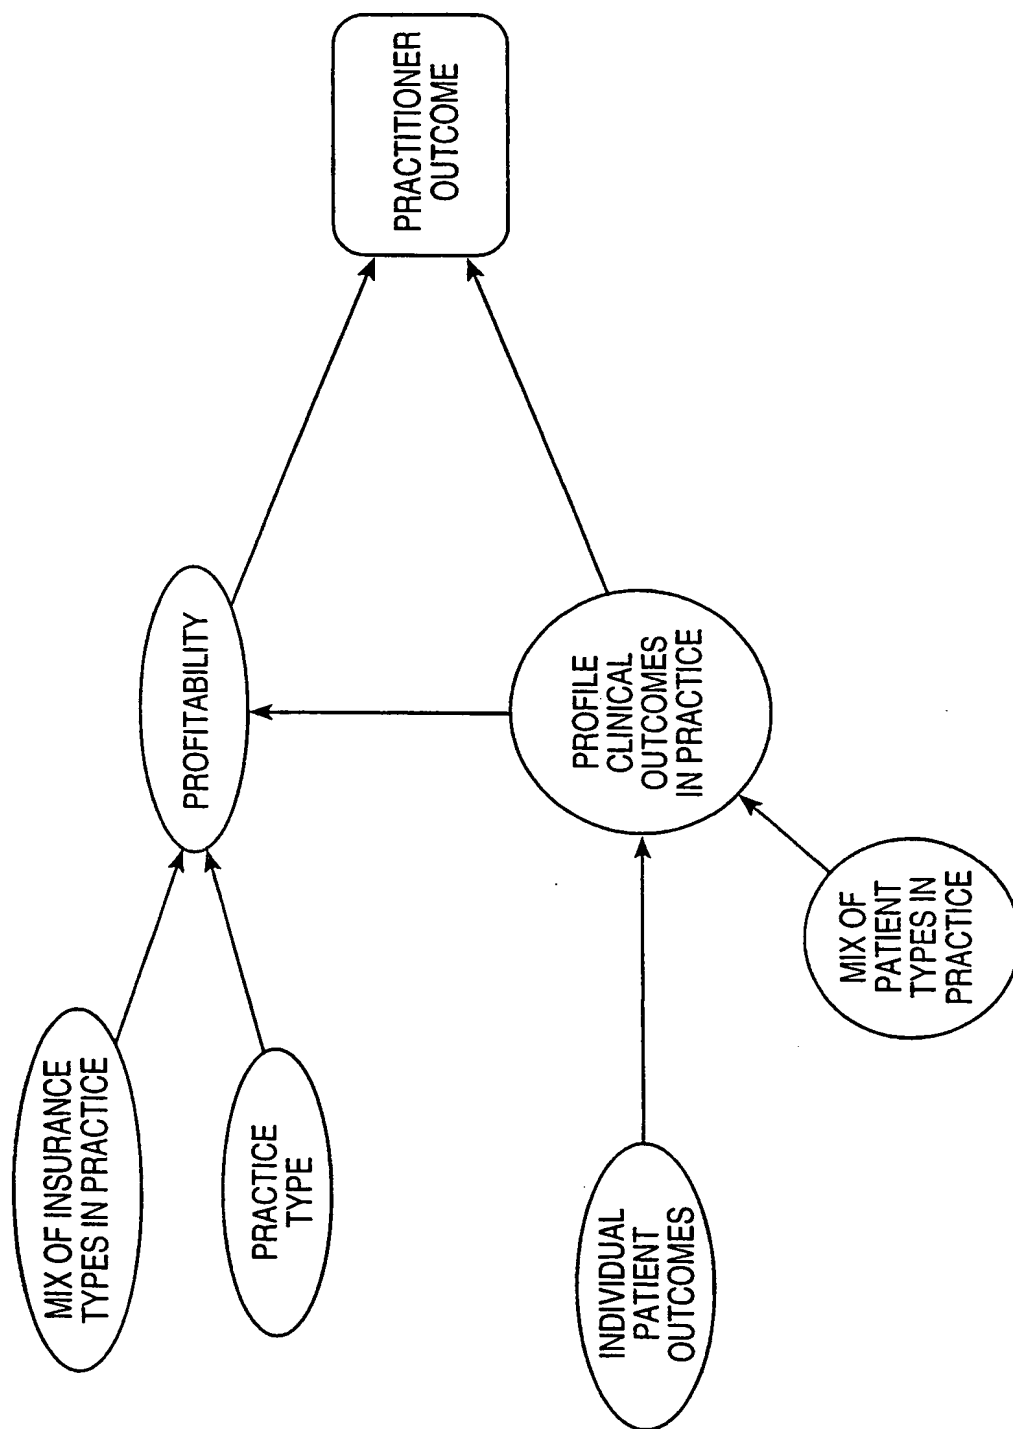 MIX OF INSURANCE
TYPES IN PRACTICE
PRACTICE
TYPE
PROFITABILITY
PRACTITIONER
OUTCOME
INDIVIDUAL
PATIENT
OUTCOMES
PROFILE
CLINICAL
OUTCOMES
IN PRACTICE
MIX OF
PATIENT
TYPES IN
PRACTICE